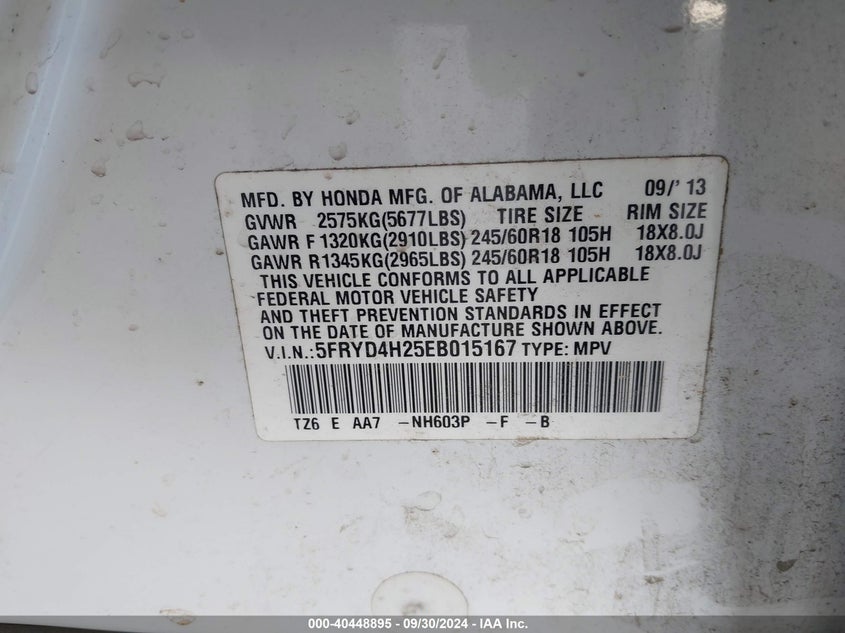 MFD. BY HONDA MFG. OF ALABAMA, LLC 09/' 13
GVWR 2575KG(5677LBS) TIRE SIZE RIM SIZE
GAWR F 1320KG(2910LBS) 245/60R18 105H 18X8.0J
GAWR R1345KG(2965LBS) 245/60R18 105H 18X8.0J
THIS VEHICLE CONFORMS TO ALL APPLICABLE
FEDERAL MOTOR VEHICLE SAFETY
AND THEFT PREVENTION STANDARDS IN EFFECT
ON THE DATE OF MANUFACTURE SHOWN ABOVE.
V.I.N.:5FRYD4H25EB015167 TYPE: MPV
TZ6 E AA7 -NH603P -F -B
000-40448895 - 09/30/2024 - IAA Inc.